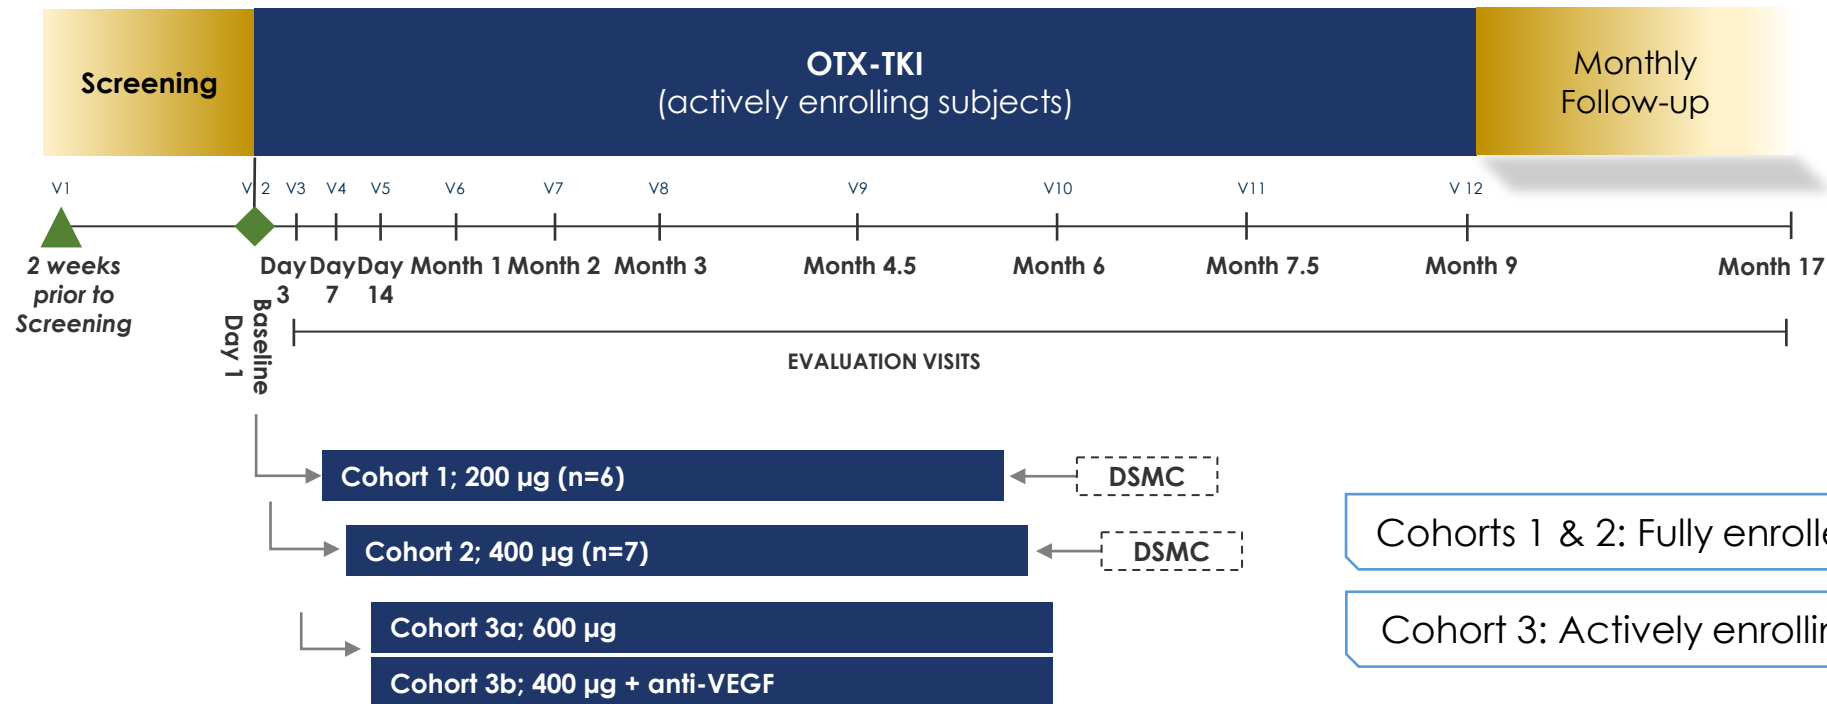 Screening
OTX-TKI
(actively enrolling subjects)
Monthly
Follow-up
V1
V 2
V3
V4
V5
V6
V7
V8
V9
V10
V11
V 12
2 weeks
prior to
Screening
Baseline
Day 1
Day
3
Day
7
Day
14
Month 1
Month 2
Month 3
Month 4.5
Month 6
Month 7.5
Month 9
Month 17
EVALUATION VISITS
Cohort 1; 200 µg (n=6)
DSMC
Cohort 2; 400 µg (n=7)
DSMC
Cohort 3a; 600 µg
Cohort 3b; 400 µg + anti-VEGF
Cohorts 1 & 2: Fully
Cohort 3: Actively